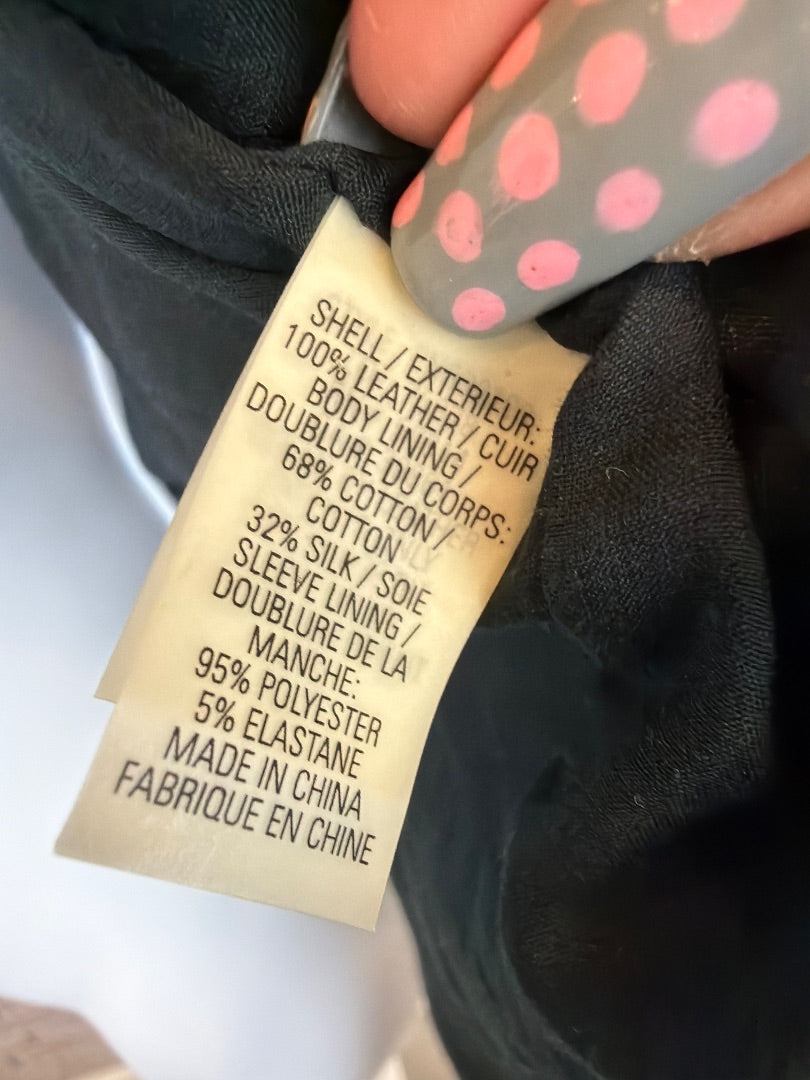 SHELL / EXTERIEUR:
100% LEATHER / CUIR
BODY LINING /
DOUBLURE DU CORPS:
68% COTTON /
COTTON
32% SILK / SOIE
SLEEVE LINING /
DOUBLURE DE LA
MANCHE:
95% POLYESTER
5% ELASTANE
MADE IN CHINA
FABRIQUE EN CHINE